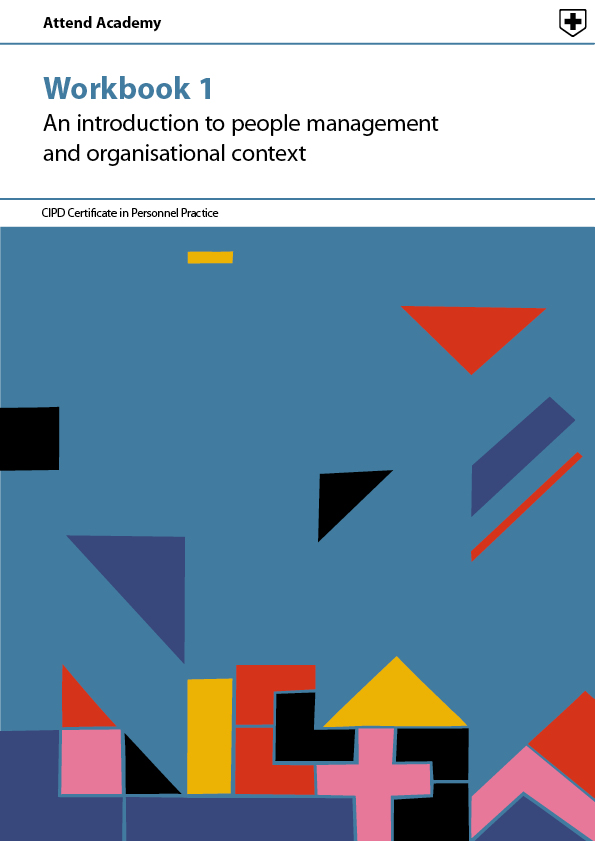 Attend Academy
Workbook 1
An introduction to people management
and organisational context
CIPD Certificate in Personnel Practice